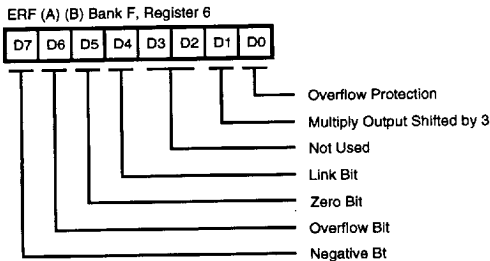 ERF (A) (B) Bank F, Register 6
D7 D6 D5 D4 D3 D2 D1 D0
Overflow Protection
Multiply Output Shifted by 3
Not Used
Link Bit
Zero Bit
Overflow Bit
Negative Bt